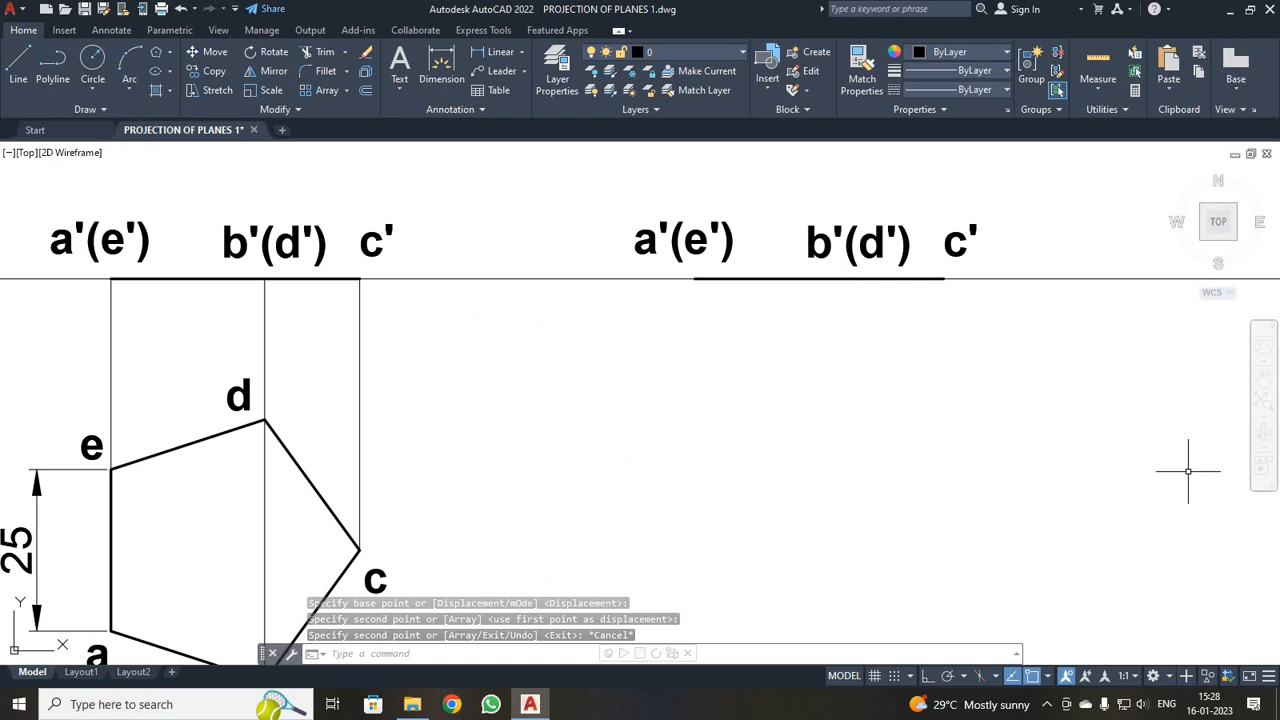 Share
Autodesk AutoCAD 2022 PROJECTION OF PLANES 1.dwg
Type a keyword or phrase
Sign In
Home Insert Annotate Parametric View Manage Output Add-ins Collaborate Express Tools Featured Apps
Line Polyline Circle Arc
Move Rotate Trim
Copy Mirror Fillet
Stretch Scale Array
Text Dimension
Linear
Leader
Table
Layer Properties
0
Make Current
Match Layer
Insert
Create
Edit
Match Properties
ByLayer
ByLayer
ByLayer
Group
Measure
Paste
Base
Draw Modify Annotation Layers Block Properties Groups Utilities Clipboard View
Start PROJECTION OF PLANES 1*
[−][Top][2D Wireframe]
N
W TOP E
S
WCS
a'(e') b'(d') c' a'(e') b'(d') c'
d
e
25
c
a
Y
X
Specify base point or [Displacement/mOde] <Displacement>:
Specify second point or [Array] <use first point as displacement>:
Specify second point or [Array/Exit/Undo] <Exit>: *Cancel*
Type a command
Model Layout1 Layout2
MODEL
1:1
Type here to search
29°C Mostly sunny
ENG
15:28
16-01-2023